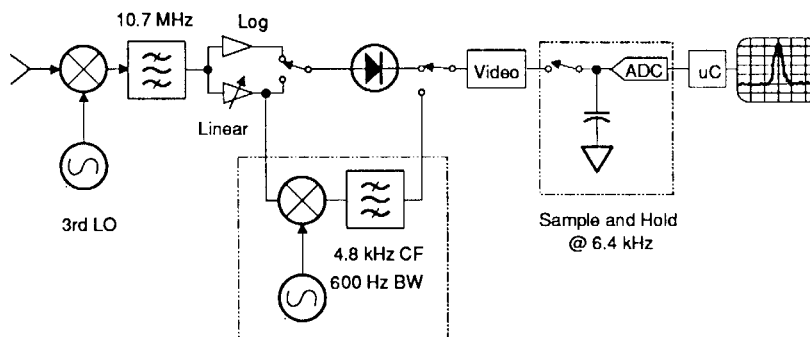 10.7 MHz
Log
Linear
3rd LO
Video
ADC
uC
4.8 kHz CF
600 Hz BW
Sample and Hold
@ 6.4 kHz